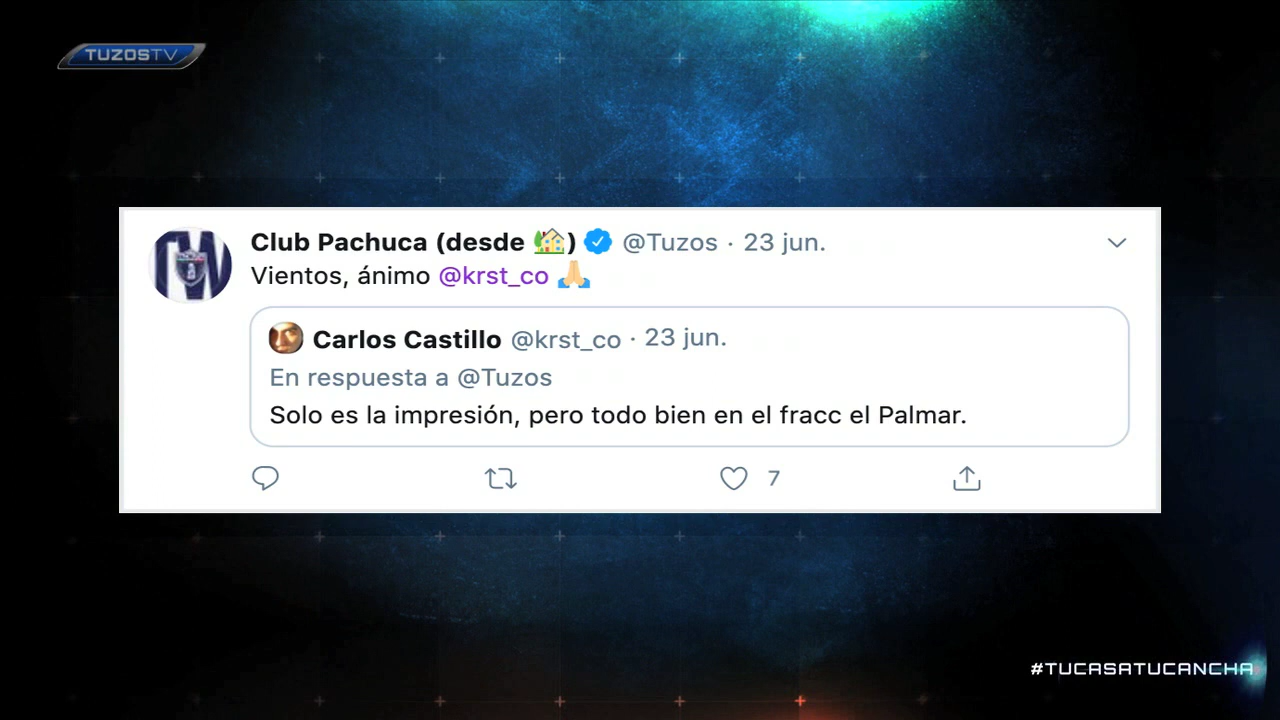 TUZOSTV
Club Pachuca (desde 🏡) @Tuzos · 23 jun.
Vientos, ánimo @krst_co 🙏🏼
Carlos Castillo @krst_co · 23 jun.
En respuesta a @Tuzos
Solo es la impresión, pero todo bien en el fracc el Palmar.
7
#TUCASATUCANCHA